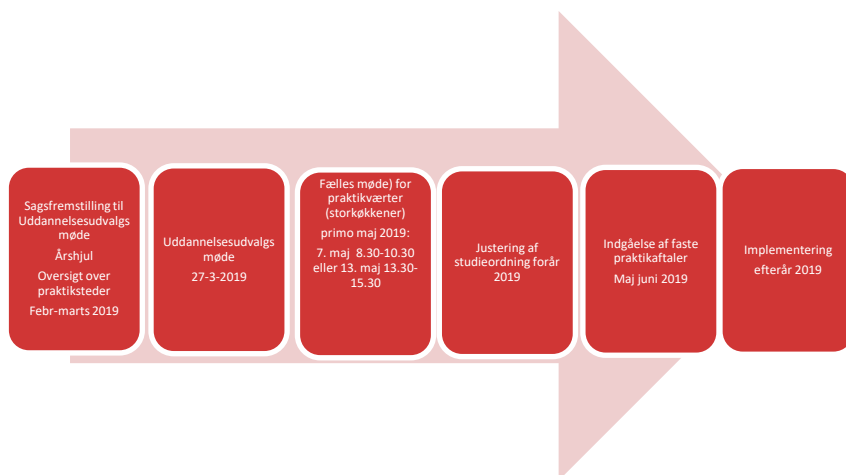 Sagsfremstilling til
Uddannelsesudvalgs
møde
Årshjul
Oversigt over
praktiksteder
Febr-marts 2019
Uddannelsesudvalgs
møde
27-3-2019
Fælles møde) for
praktikværter
(storkøkkener)
primo maj 2019:
7. maj  8.30-10.30
eller 13. maj 13.30-
15.30
Justering af
studieordning forår
2019
Indgåelse af faste
praktikaftaler
Maj juni 2019
Implementering
efterår 2019